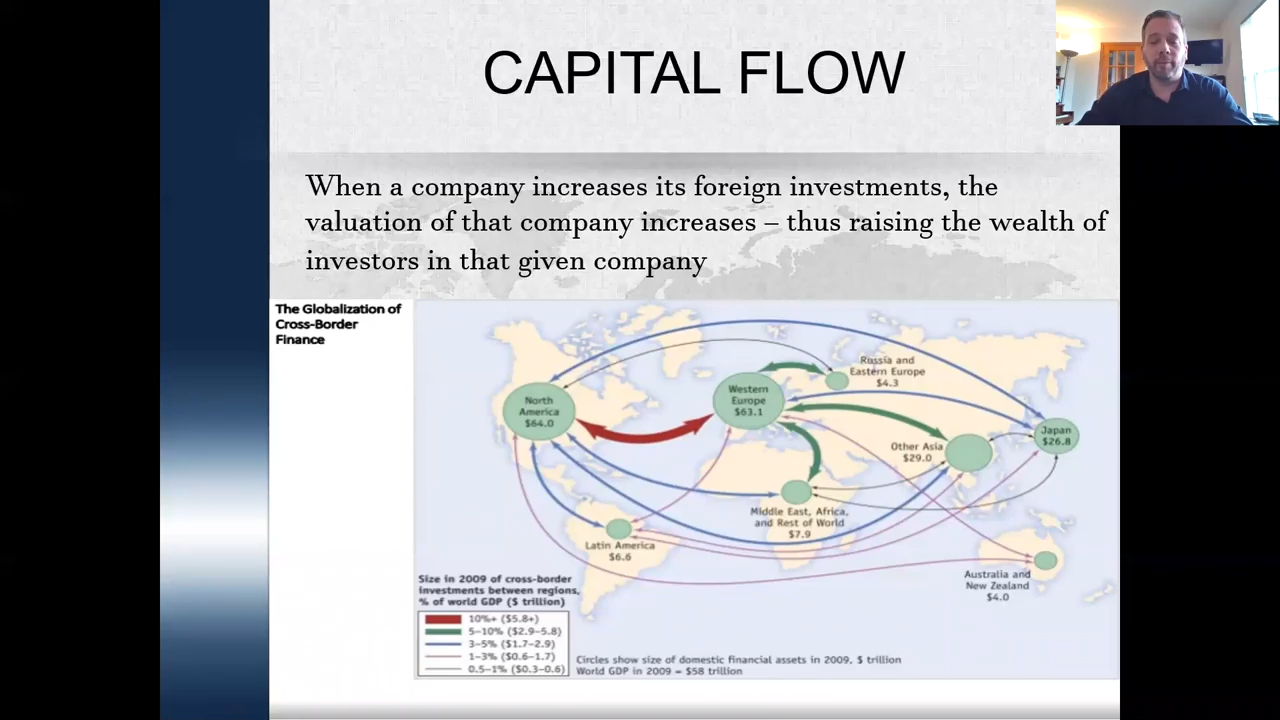 CAPITAL FLOW
When a company increases its foreign investments, the
valuation of that company increases – thus raising the wealth of
investors in that given company
The Globalization of
Cross-Border
Finance
Russia and
Eastern Europe
$4.3
Western
Europe
$63.1
North
America
$64.0
Japan
$26.8
Other Asia
$29.0
Middle East, Africa,
and Rest of World
$7.9
Latin America
$6.6
Australia and
New Zealand
$4.0
Size in 2009 of cross-border
investments between regions,
% of world GDP ($ trillion)
10%+ ($5.8+)
5–10% ($2.9–5.8)
3–5% ($1.7–2.9)
1–3% ($0.6–1.7)
0.5–1% ($0.3–0.6)
Circles show size of domestic financial assets in 2009, $ trillion
World GDP in 2009 = $58 trillion